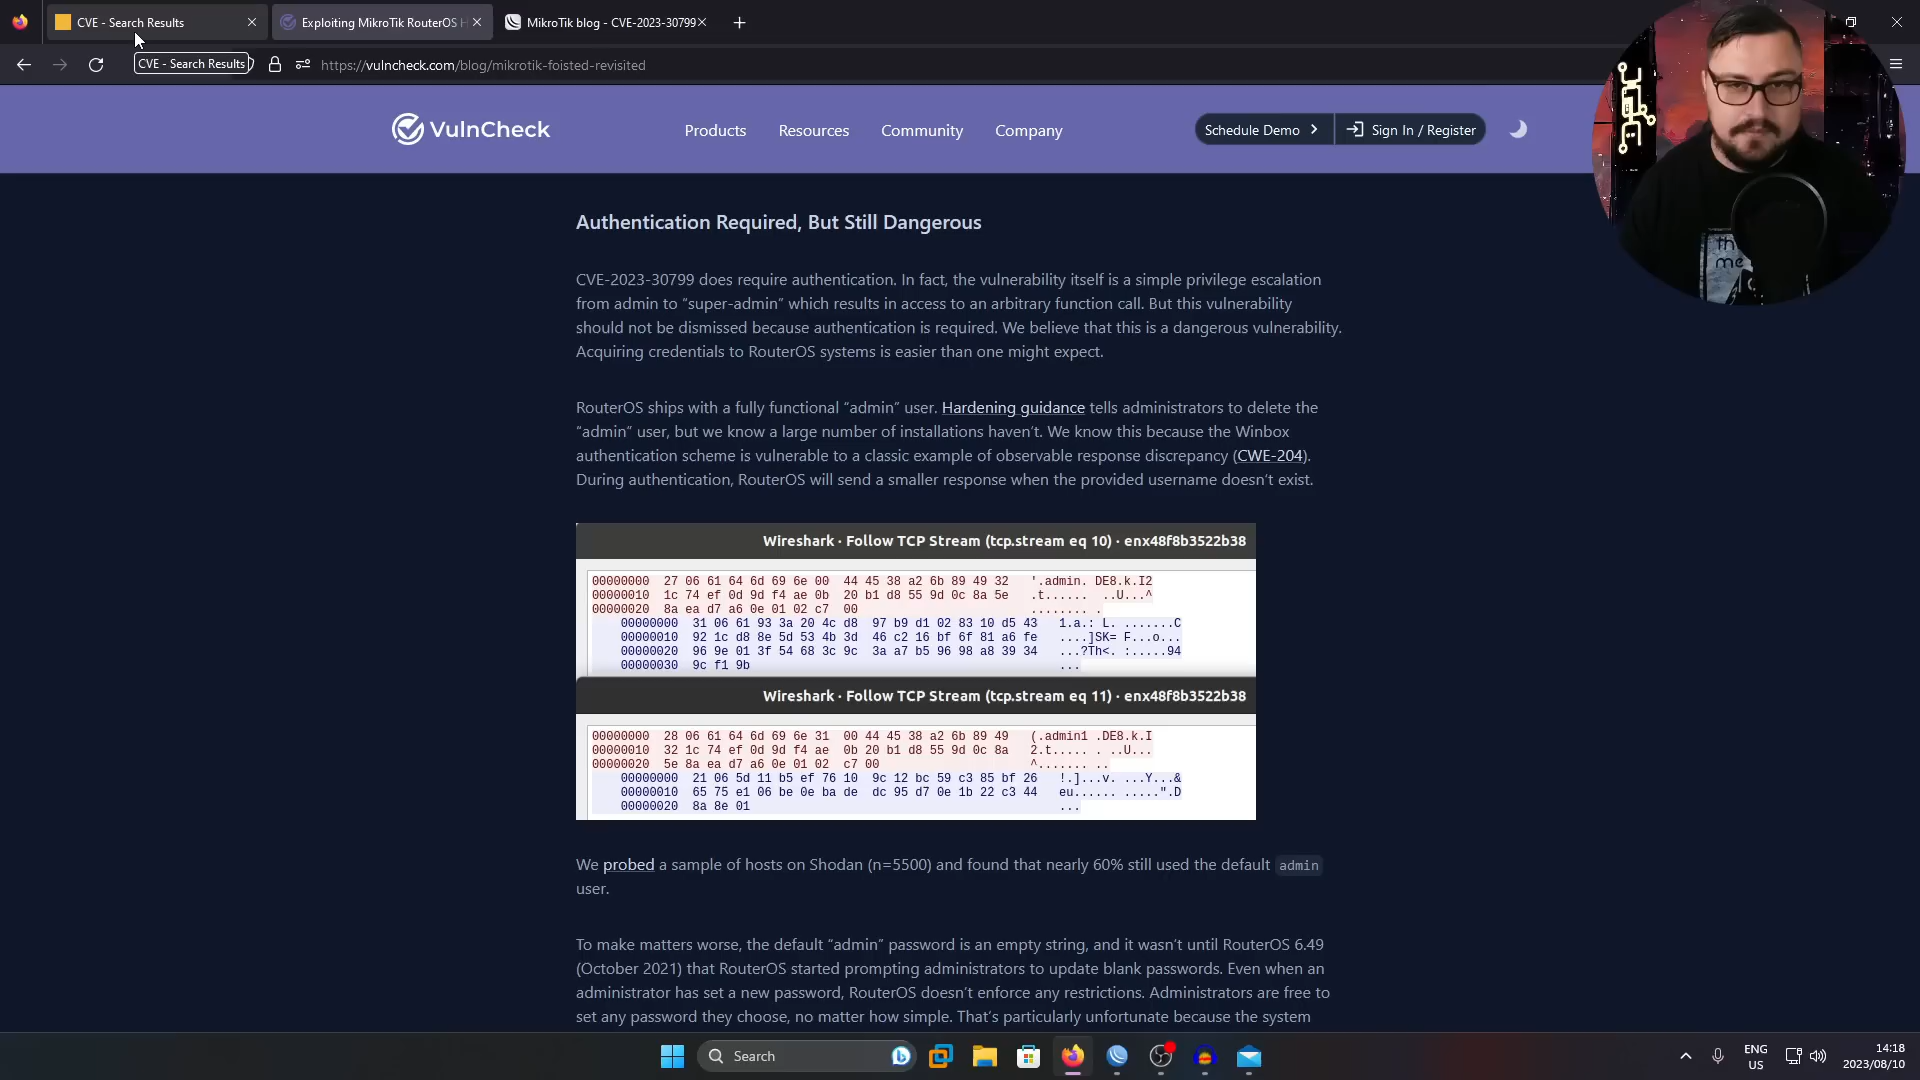 CVE - Search Results
Exploiting MikroTik RouterOS H
MikroTik blog - CVE-2023-30799
CVE - Search Results
https://vulncheck.com/blog/mikrotik-foisted-revisited
VulnCheck
Products
Resources
Community
Company
Schedule Demo
Sign In / Register
Authentication Required, But Still Dangerous
CVE-2023-30799 does require authentication. In fact, the vulnerability itself is a simple privilege escalation
from admin to “super-admin” which results in access to an arbitrary function call. But this vulnerability
should not be dismissed because authentication is required. We believe that this is a dangerous vulnerability.
Acquiring credentials to RouterOS systems is easier than one might expect.
RouterOS ships with a fully functional “admin” user. Hardening guidance tells administrators to delete the
“admin” user, but we know a large number of installations haven’t. We know this because the Winbox
authentication scheme is vulnerable to a classic example of observable response discrepancy (CWE-204).
During authentication, RouterOS will send a smaller response when the provided username doesn’t exist.
Wireshark · Follow TCP Stream (tcp.stream eq 10) · enx48f8b3522b38
00000000 27 06 61 64 6d 69 6e 00 44 45 38 a2 6b 89 49 32 '.admin. DE8.k.I2
00000010 1c 74 ef 0d 9d f4 ae 0b 20 b1 d8 55 9d 0c 8a 5e .t...... ..U...^
00000020 8a ea d7 a6 0e 01 02 c7 00 ........ .
00000000 31 06 61 93 3a 20 4c d8 97 b9 d1 02 83 10 d5 43 1.a.: L. .......C
00000010 92 1c d8 8e 5d 53 4b 3d 46 c2 16 bf 6f 81 a6 fe ....]SK= F...o...
00000020 96 9e 01 3f 54 68 3c 9c 3a a7 b5 96 98 a8 39 34 ...?Th<. :.....94
00000030 9c f1 9b ...
Wireshark · Follow TCP Stream (tcp.stream eq 11) · enx48f8b3522b38
00000000 28 06 61 64 6d 69 6e 31 00 44 45 38 a2 6b 89 49 (.admin1 .DE8.k.I
00000010 32 1c 74 ef 0d 9d f4 ae 0b 20 b1 d8 55 9d 0c 8a 2.t..... . ..U...
00000020 5e 8a ea d7 a6 0e 01 02 c7 00 ^....... ..
00000000 21 06 5d 11 b5 ef 76 10 9c 12 bc 59 c3 85 bf 26 !.]...v. ...Y...&
00000010 65 75 e1 06 be 0e ba de dc 95 d7 0e 1b 22 c3 44 eu...... .....".D
00000020 8a 8e 01 ...
We probed a sample of hosts on Shodan (n=5500) and found that nearly 60% still used the default admin
user.
To make matters worse, the default “admin” password is an empty string, and it wasn’t until RouterOS 6.49
(October 2021) that RouterOS started prompting administrators to update blank passwords. Even when an
administrator has set a new password, RouterOS doesn’t enforce any restrictions. Administrators are free to
set any password they choose, no matter how simple. That’s particularly unfortunate because the system
Search
ENG
US
14:18
2023/08/10